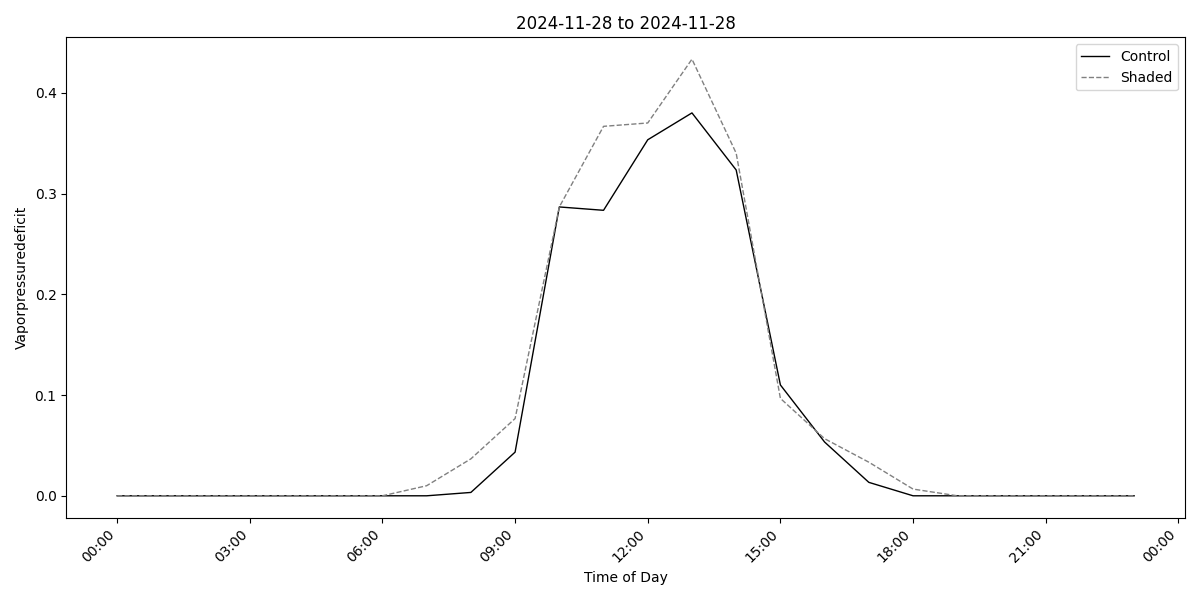 2024-11-28 to 2024-11-28
Control
Shaded
Vaporpressuredeficit
0.4
0.3
0.2
0.1
0.0
00:00 03:00 06:00 09:00 12:00 15:00 18:00 21:00 00:00
Time of Day